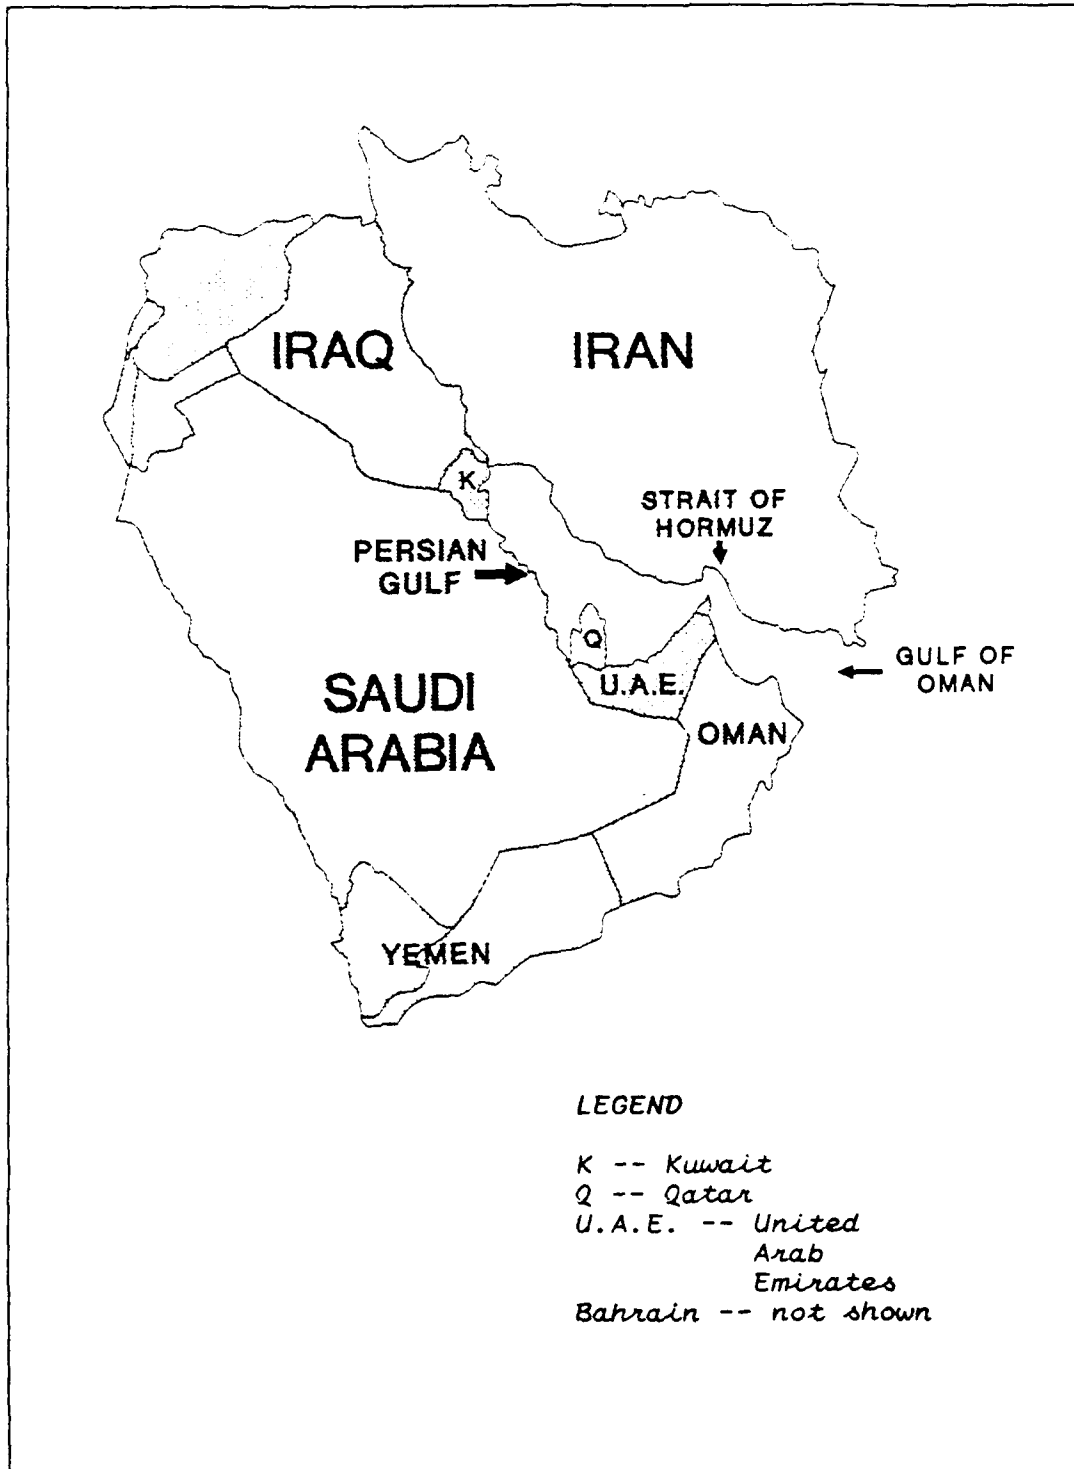 IRAQ
IRAN
K
STRAIT OF
HORMUZ
PERSIAN
GULF
Q
U.A.E.
GULF OF
OMAN
SAUDI
ARABIA
OMAN
YEMEN
LEGEND
K -- Kuwait
Q -- Qatar
U.A.E. -- United
Arab
Emirates
Bahrain -- not shown